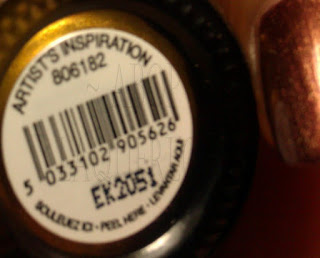 ARTIST'S INSPIRATION
806182
5 033102 905626
EK2051
SOULEVEZ ICI - PEEL HERE - LEVANTAR AQUI